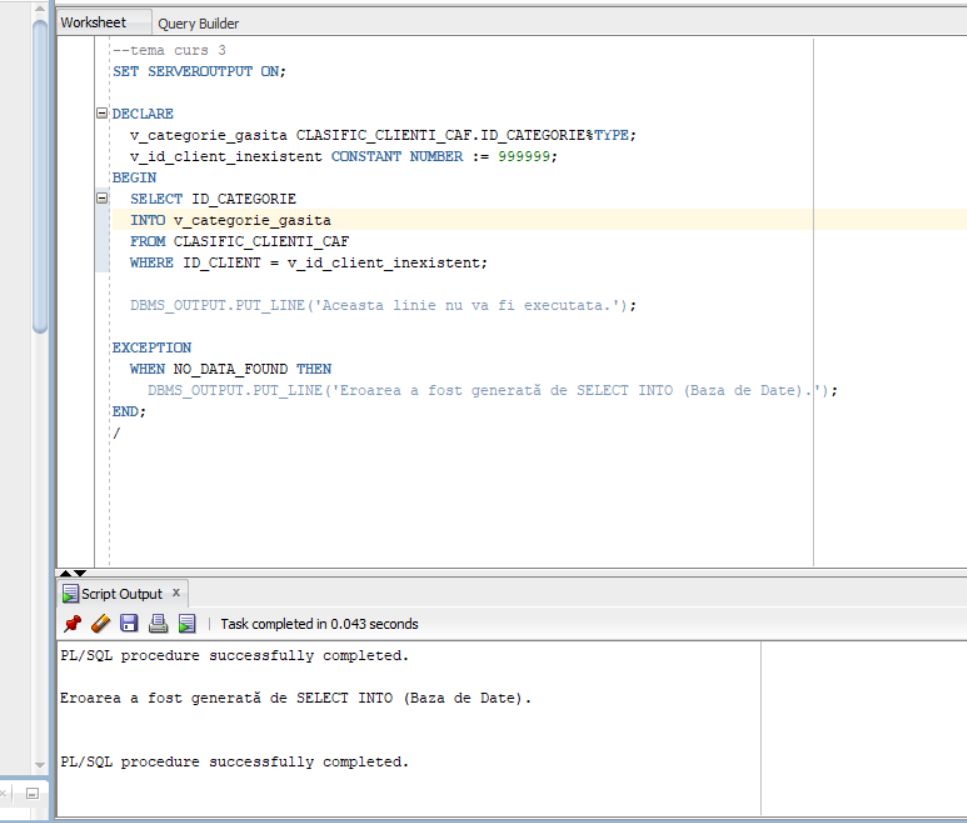 Worksheet Query Builder
--tema curs 3
SET SERVEROUTPUT ON;
DECLARE
v_categorie_gasita CLASIFIC_CLIENTI_CAF.ID_CATEGORIE%TYPE;
v_id_client_inexistent CONSTANT NUMBER := 999999;
BEGIN
SELECT ID_CATEGORIE
INTO v_categorie_gasita
FROM CLASIFIC_CLIENTI_CAF
WHERE ID_CLIENT = v_id_client_inexistent;
DBMS_OUTPUT.PUT_LINE('Aceasta linie nu va fi executata.');
EXCEPTION
WHEN NO_DATA_FOUND THEN
DBMS_OUTPUT.PUT_LINE('Eroarea a fost generată de SELECT INTO (Baza de Date).');
END;
/
Script Output x
Task completed in 0.043 seconds
PL/SQL procedure successfully completed.
Eroarea a fost generată de SELECT INTO (Baza de Date).
PL/SQL procedure successfully completed.